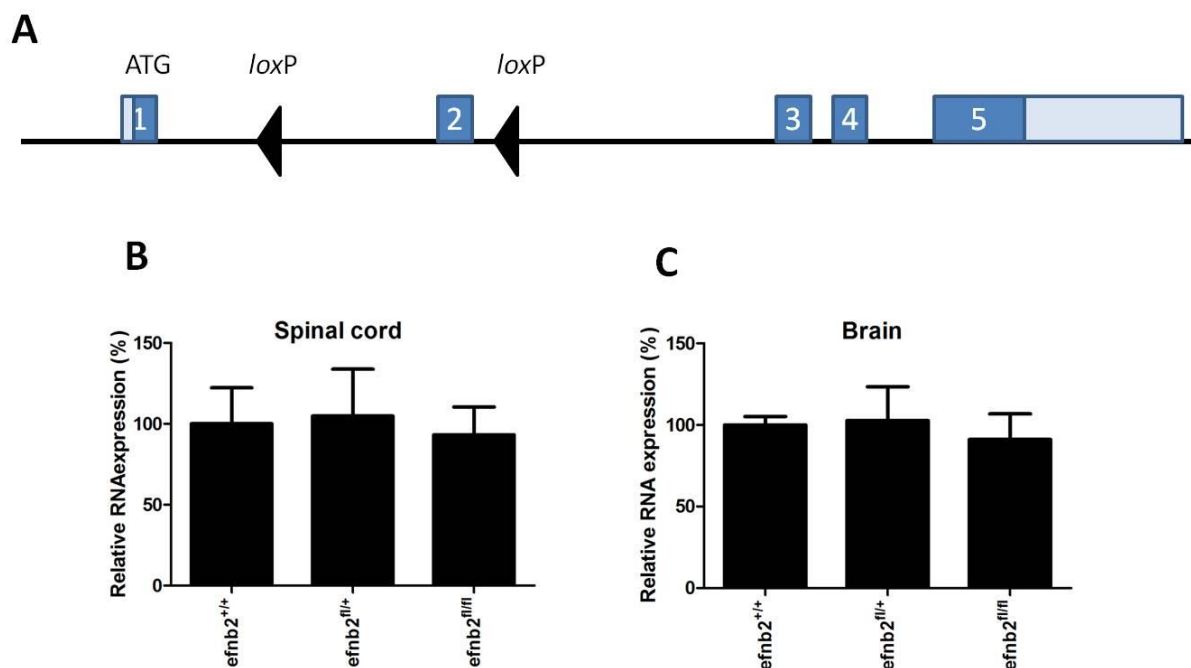 A
ATG loxP loxP
1 2 3 4 5
B
Spinal cord
Relative RNAexpression (%)
150
100
50
0
efnb2+/+
efnb2fl/+
efnb2fl/fl
C
Brain
Relative RNA expression (%)
150
100
50
0
efnb2+/+
efnb2fl/+
efnb2fl/fl